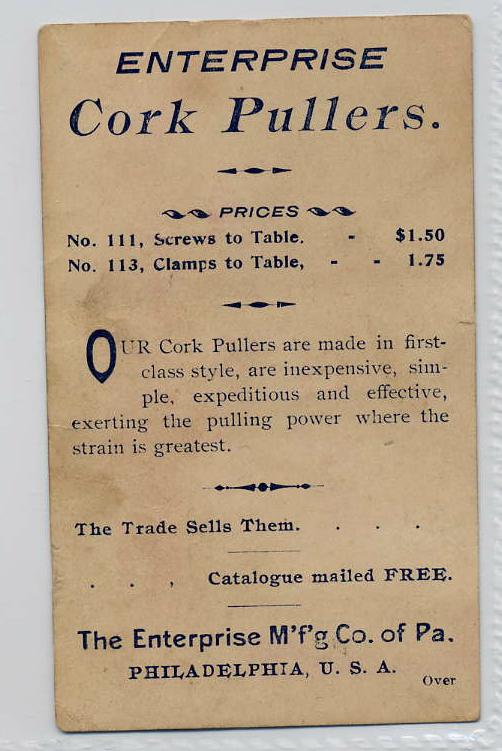 ENTERPRISE
Cork Pullers.
PRICES
No. 111, Screws to Table. - $1.50
No. 113, Clamps to Table, - - 1.75
OUR Cork Pullers are made in first-
class style, are inexpensive, sim-
ple, expeditious and effective,
exerting the pulling power where the
strain is greatest.
The Trade Sells Them. . . .
. . , Catalogue mailed FREE.
The Enterprise M'f'g Co. of Pa.
PHILADELPHIA, U. S. A.
Over